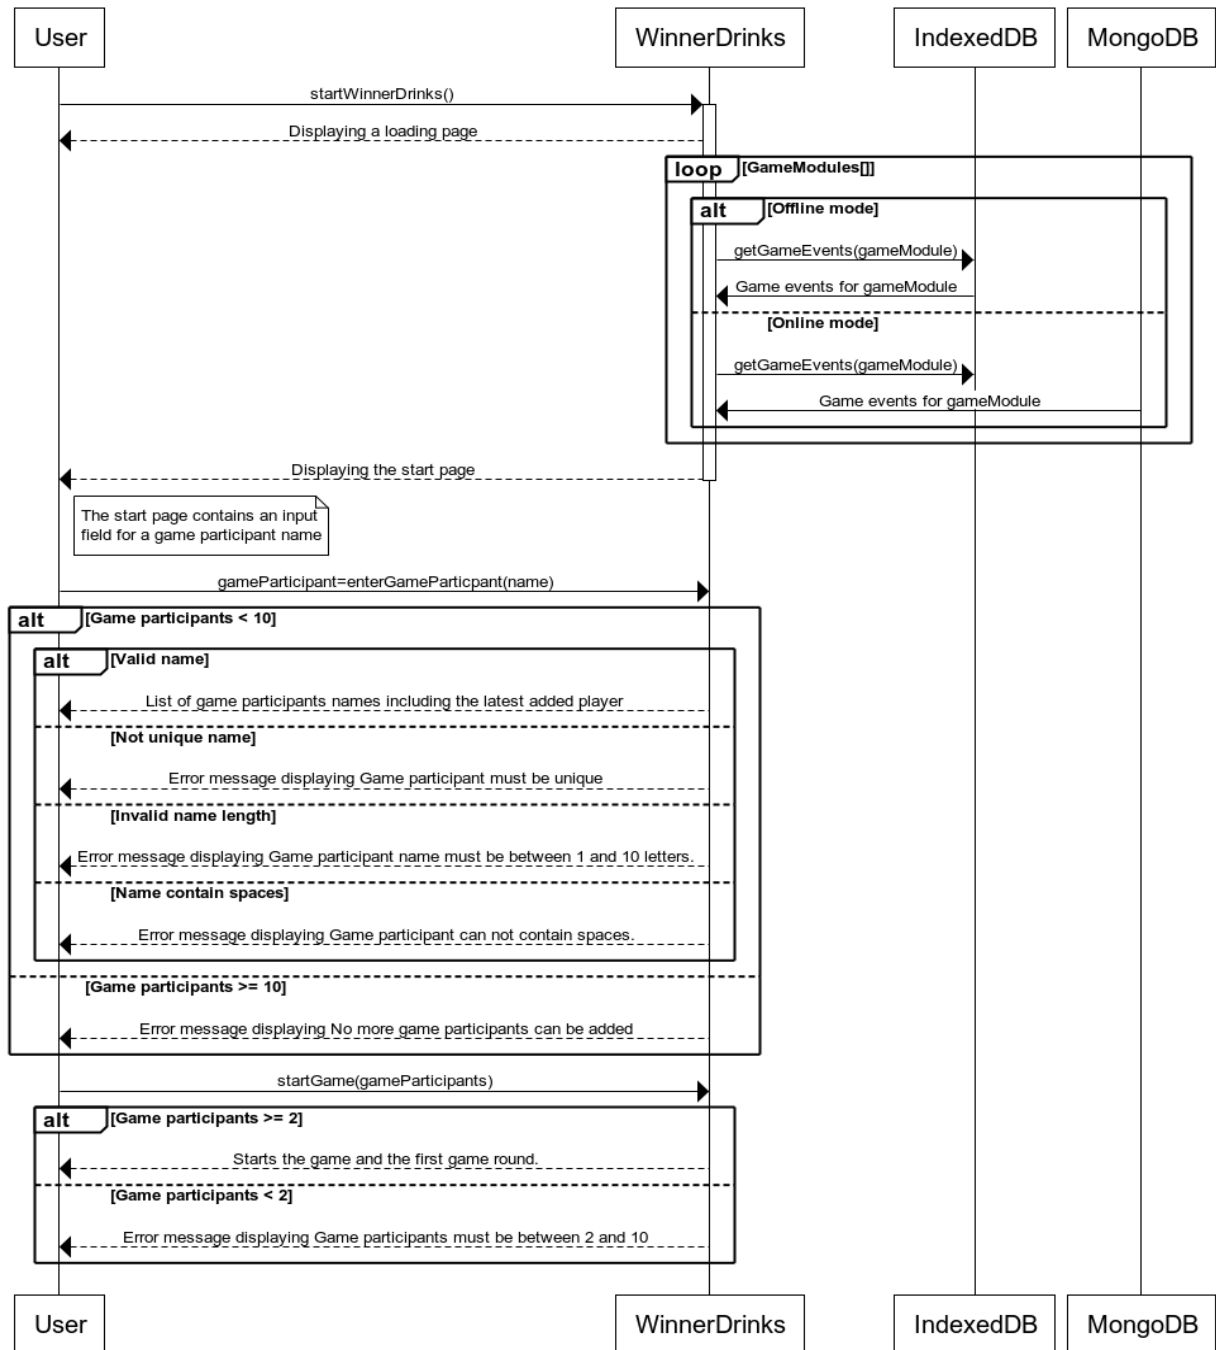 User
WinnerDrinks
IndexedDB
MongoDB
startWinnerDrinks()
Displaying a loading page
loop
[GameModules[]]
alt
[Offline mode]
getGameEvents(gameModule)
Game events for gameModule
[Online mode]
getGameEvents(gameModule)
Game events for gameModule
Displaying the start page
The start page contains an input
field for a game participant name
gameParticipant=enterGameParticpant(name)
alt
[Game participants < 10]
alt
[Valid name]
List of game participants names including the latest added player
[Not unique name]
Error message displaying Game participant must be unique
[Invalid name length]
Error message displaying Game participant name must be between 1 and 10 letters.
[Name contain spaces]
Error message displaying Game participant can not contain spaces.
[Game participants >= 10]
Error message displaying No more game participants can be added
startGame(gameParticipants)
alt
[Game participants >= 2]
Starts the game and the first game round.
[Game participants < 2]
Error message displaying Game participants must be between 2 and 10
User
WinnerDrinks
IndexedDB
MongoDB